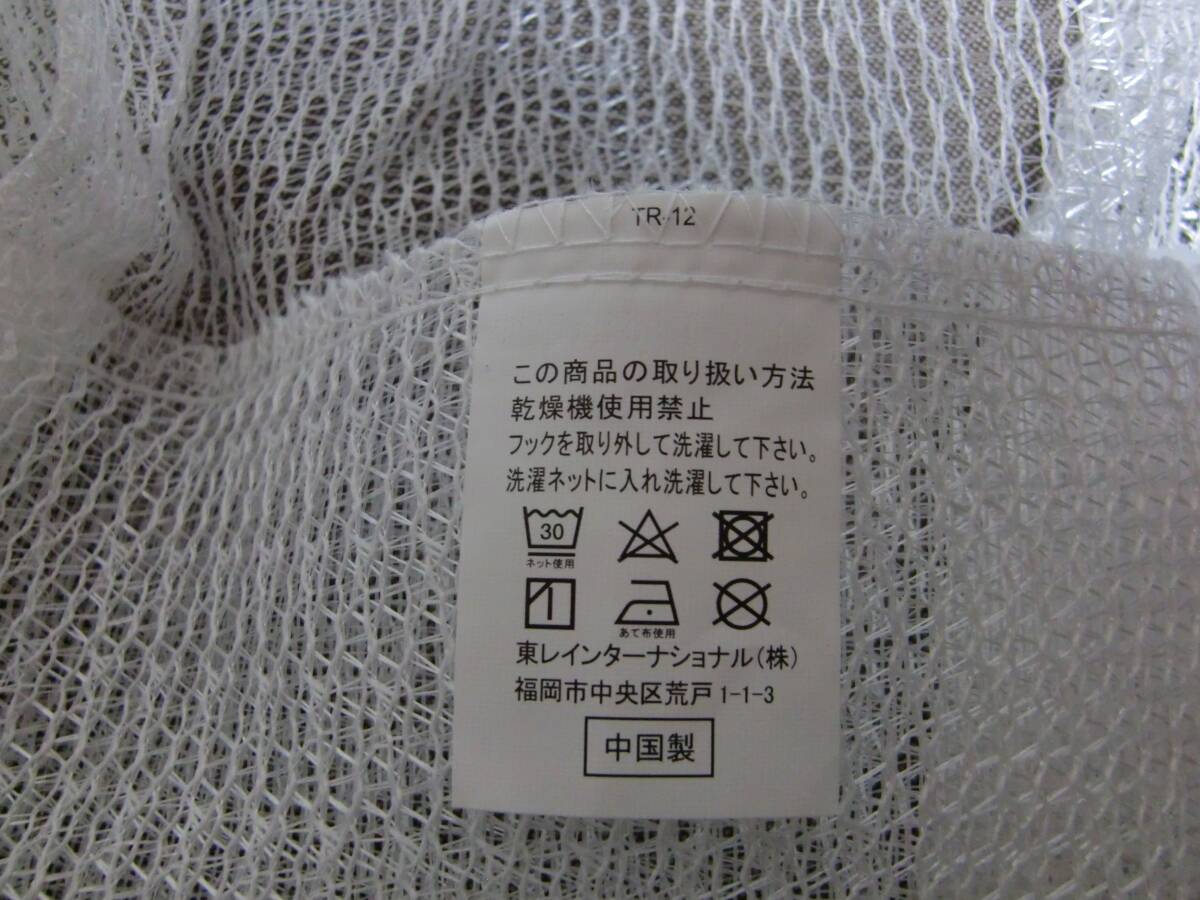 TR-12
この商品の取り扱い方法
乾燥機使用禁止
フックを取り外して洗濯して下さい。
洗濯ネットに入れ洗濯して下さい。
30
ネット使用
あて布使用
東レインターナショナル(株)
福岡市中央区荒戸1-1-3
中国製